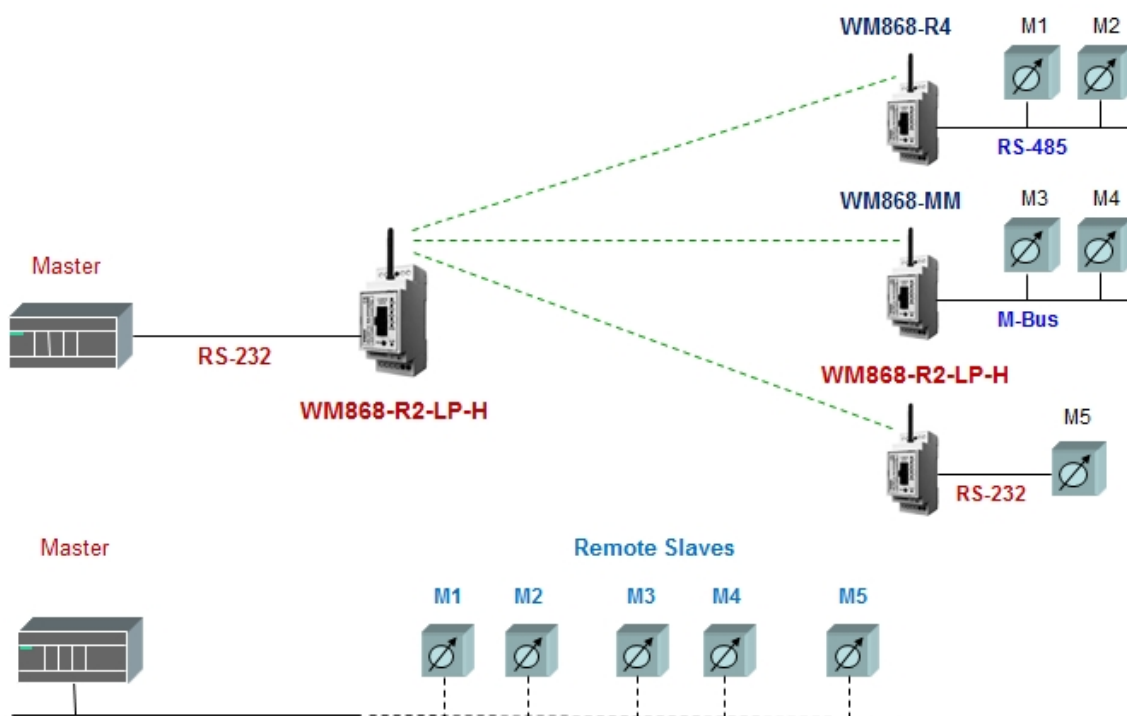 WM868-R4
M1
M2
RS-485
WM868-MM
M3
M4
M-Bus
Master
RS-232
WM868-R2-LP-H
WM868-R2-LP-H
M5
RS-232
Master
Remote Slaves
M1
M2
M3
M4
M5